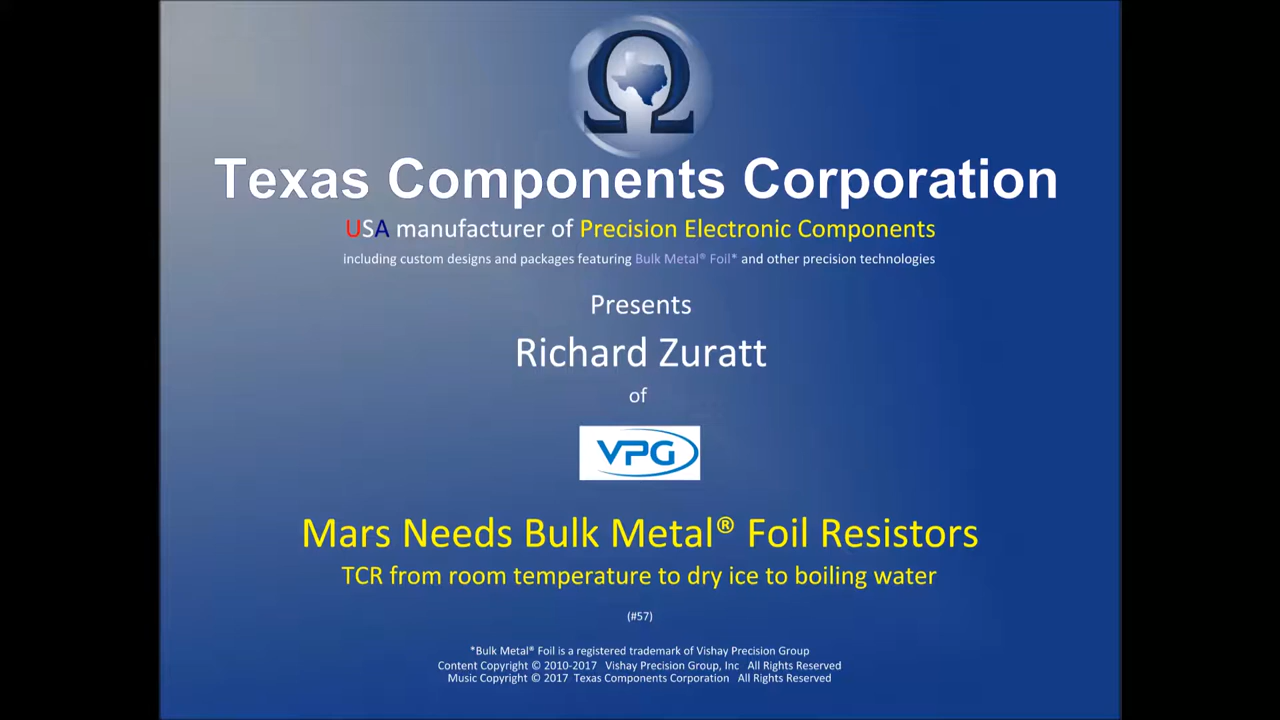 Ω
Texas Components Corporation
USA manufacturer of Precision Electronic Components
including custom designs and packages featuring Bulk Metal® Foil* and other precision technologies
Presents
Richard Zuratt
of
VPG
Mars Needs Bulk Metal® Foil Resistors
TCR from room temperature to dry ice to boiling water
(#57)
*Bulk Metal® Foil is a registered trademark of Vishay Precision Group
Content Copyright © 2010-2017 Vishay Precision Group, Inc All Rights Reserved
Music Copyright © 2017 Texas Components Corporation All Rights Reserved